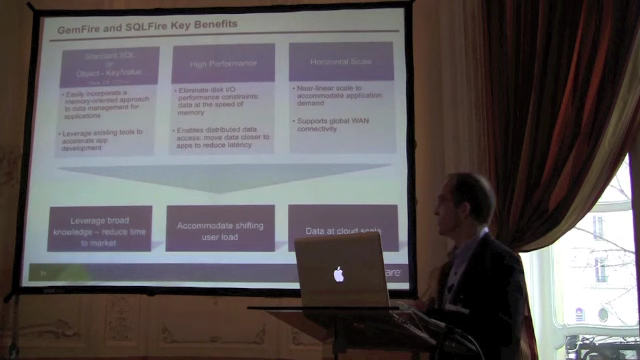 GemFire and SQLFire Key Benefits
Standard SQL
or
Object - Key/Value
High Performance
Horizontal Scale
• Easily incorporate a
memory-oriented approach
to data management for
applications
• Leverage existing tools to
accelerate app
development
• Eliminate disk I/O
performance constraints:
data at the speed of
memory
• Enables distributed data
access: move data closer to
apps to reduce latency
• Near-linear scale to
accommodate application
demand
• Supports global WAN
connectivity
Leverage broad
knowledge – reduce time
to market
Accommodate shifting
user load
Data at cloud scale